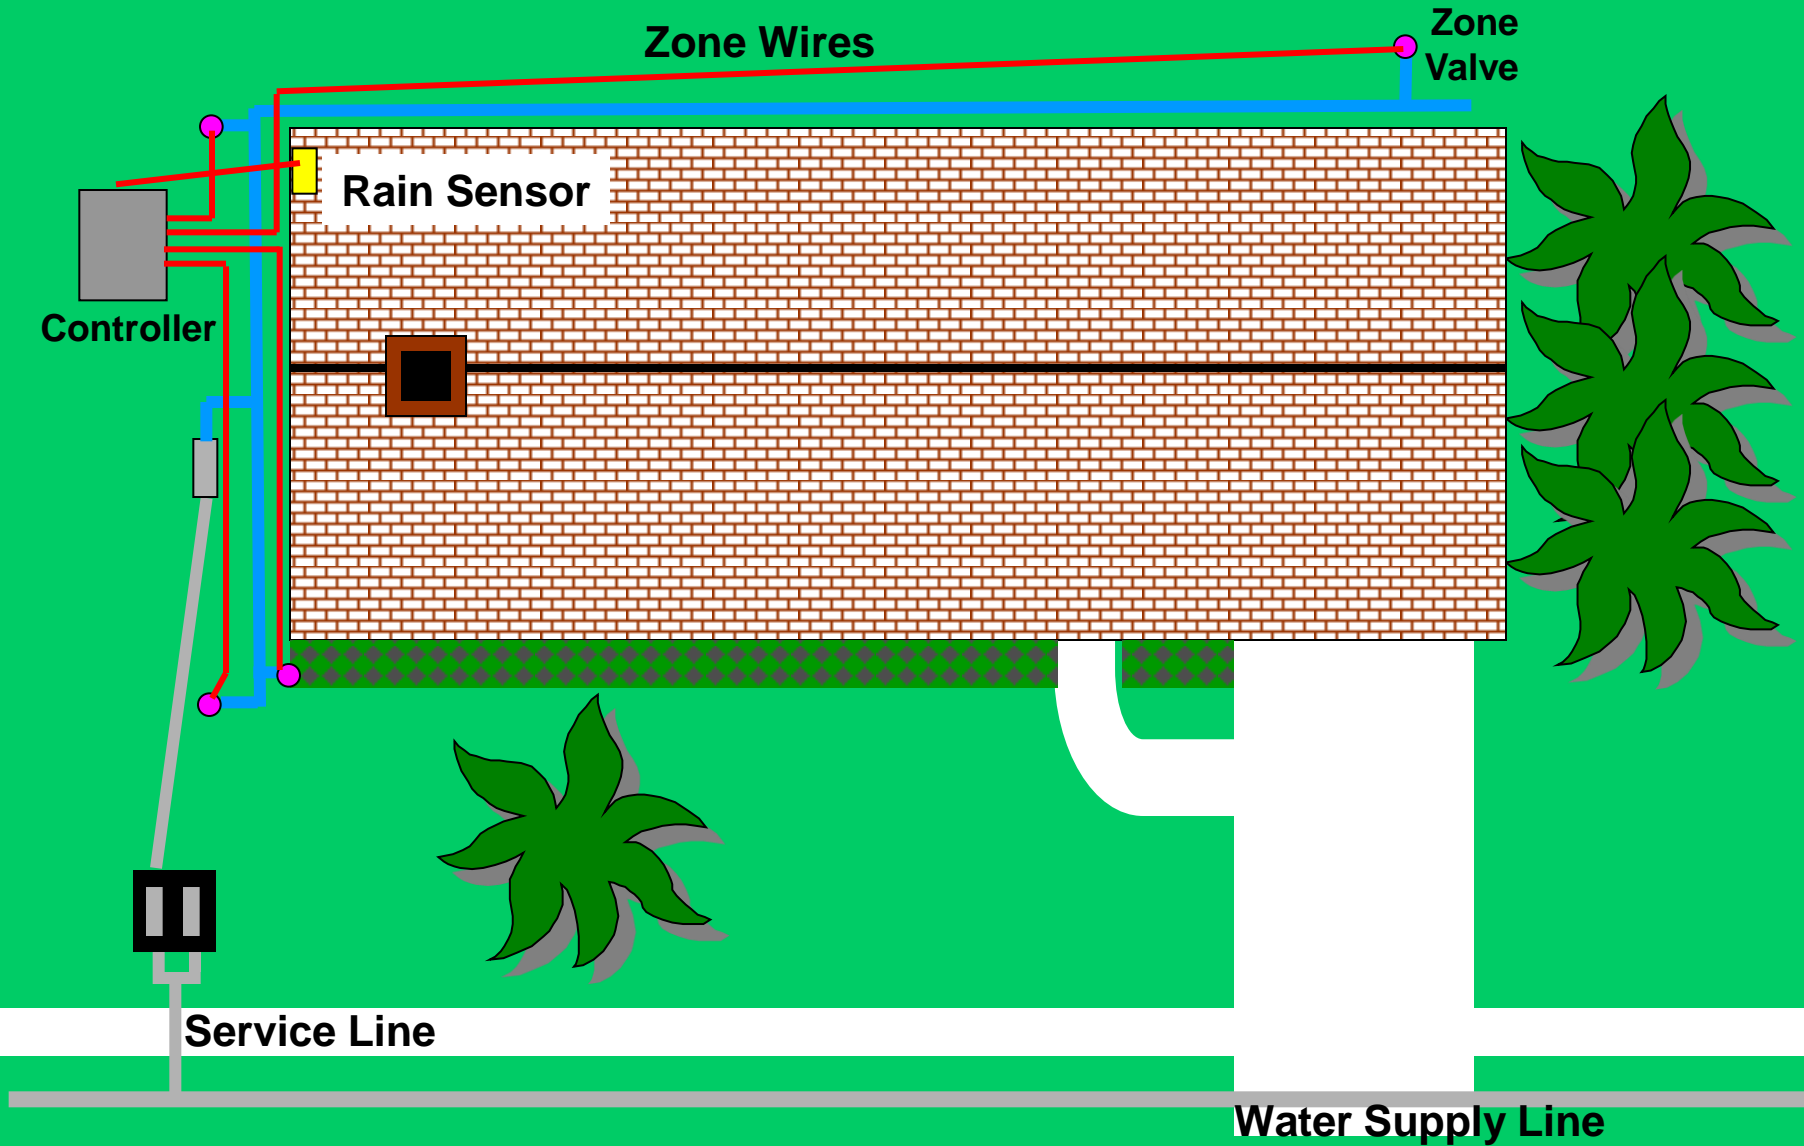 Zone Wires
Zone
Valve
Rain Sensor
Controller
Service Line
Water Supply Line